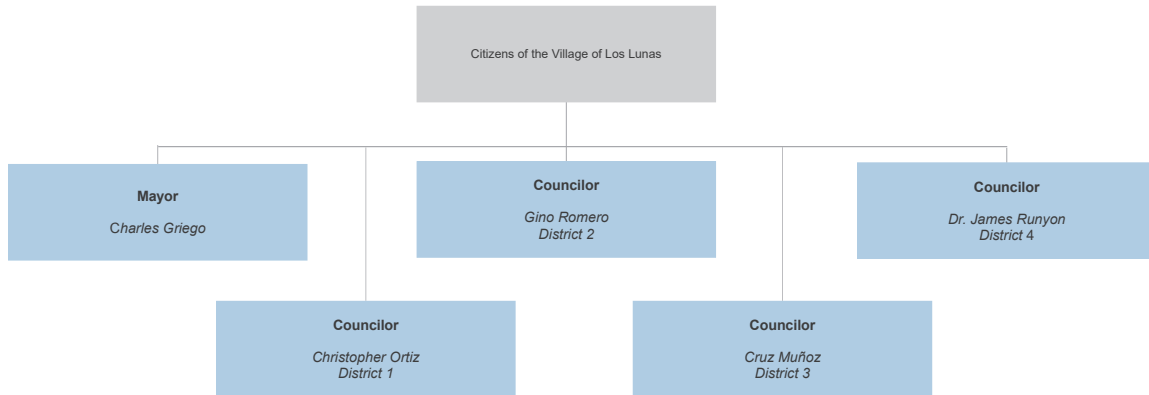 Citizens of the Village of Los Lunas
Mayor
Charles Griego
Councilor
Gino Romero
District 2
Councilor
Dr. James Runyon
District 4
Councilor
Christopher Ortiz
District 1
Councilor
Cruz Muñoz
District 3